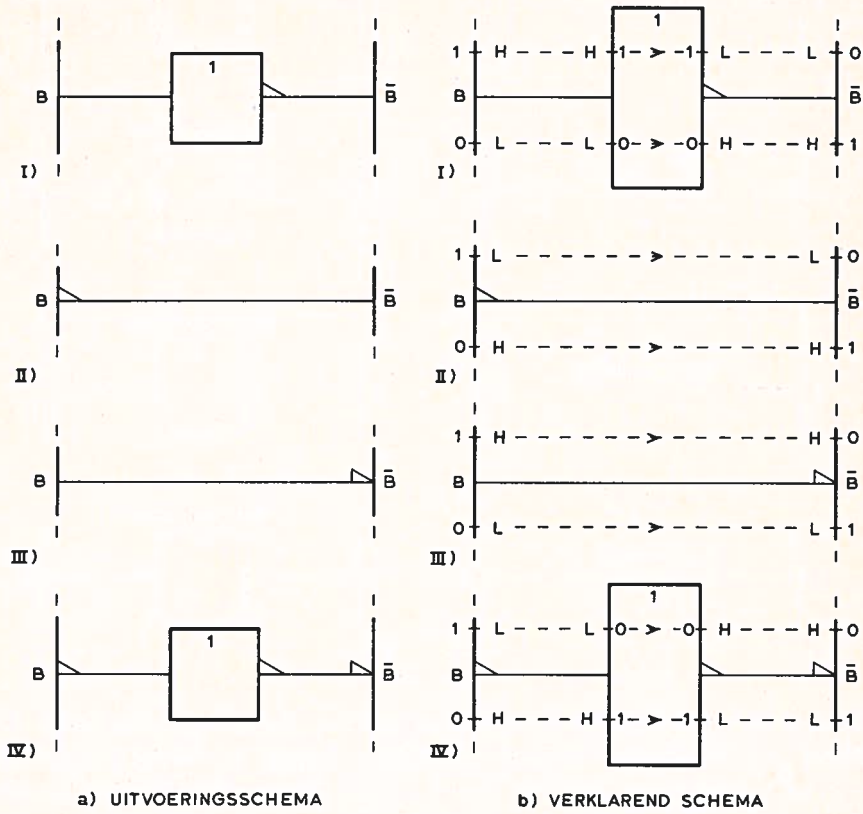 1
B
B̅
I)
1 H - - - - H 1 - > - 1 L - - - - L 0
1
B
B̅
0 L - - - - L 0 - > - 0 H - - - - H 1
I)
B
B̅
II)
1 L - - - - - - > - - - - - - L 0
B
B̅
0 H - - - - - - > - - - - - - H 1
II)
B
B̅
III)
1 H - - - - - - > - - - - - - H 0
B
B̅
0 L - - - - - - > - - - - - - L 1
III)
1
B
B̅
IV)
1
1 L - - - - L 0 - > - 0 H - - - - H 0
B
B̅
0 H - - - - H 1 - > - 1 L - - - - L 1
IV)
a) UITVOERINGSSCHEMA
b) VERKLAREND SCHEMA